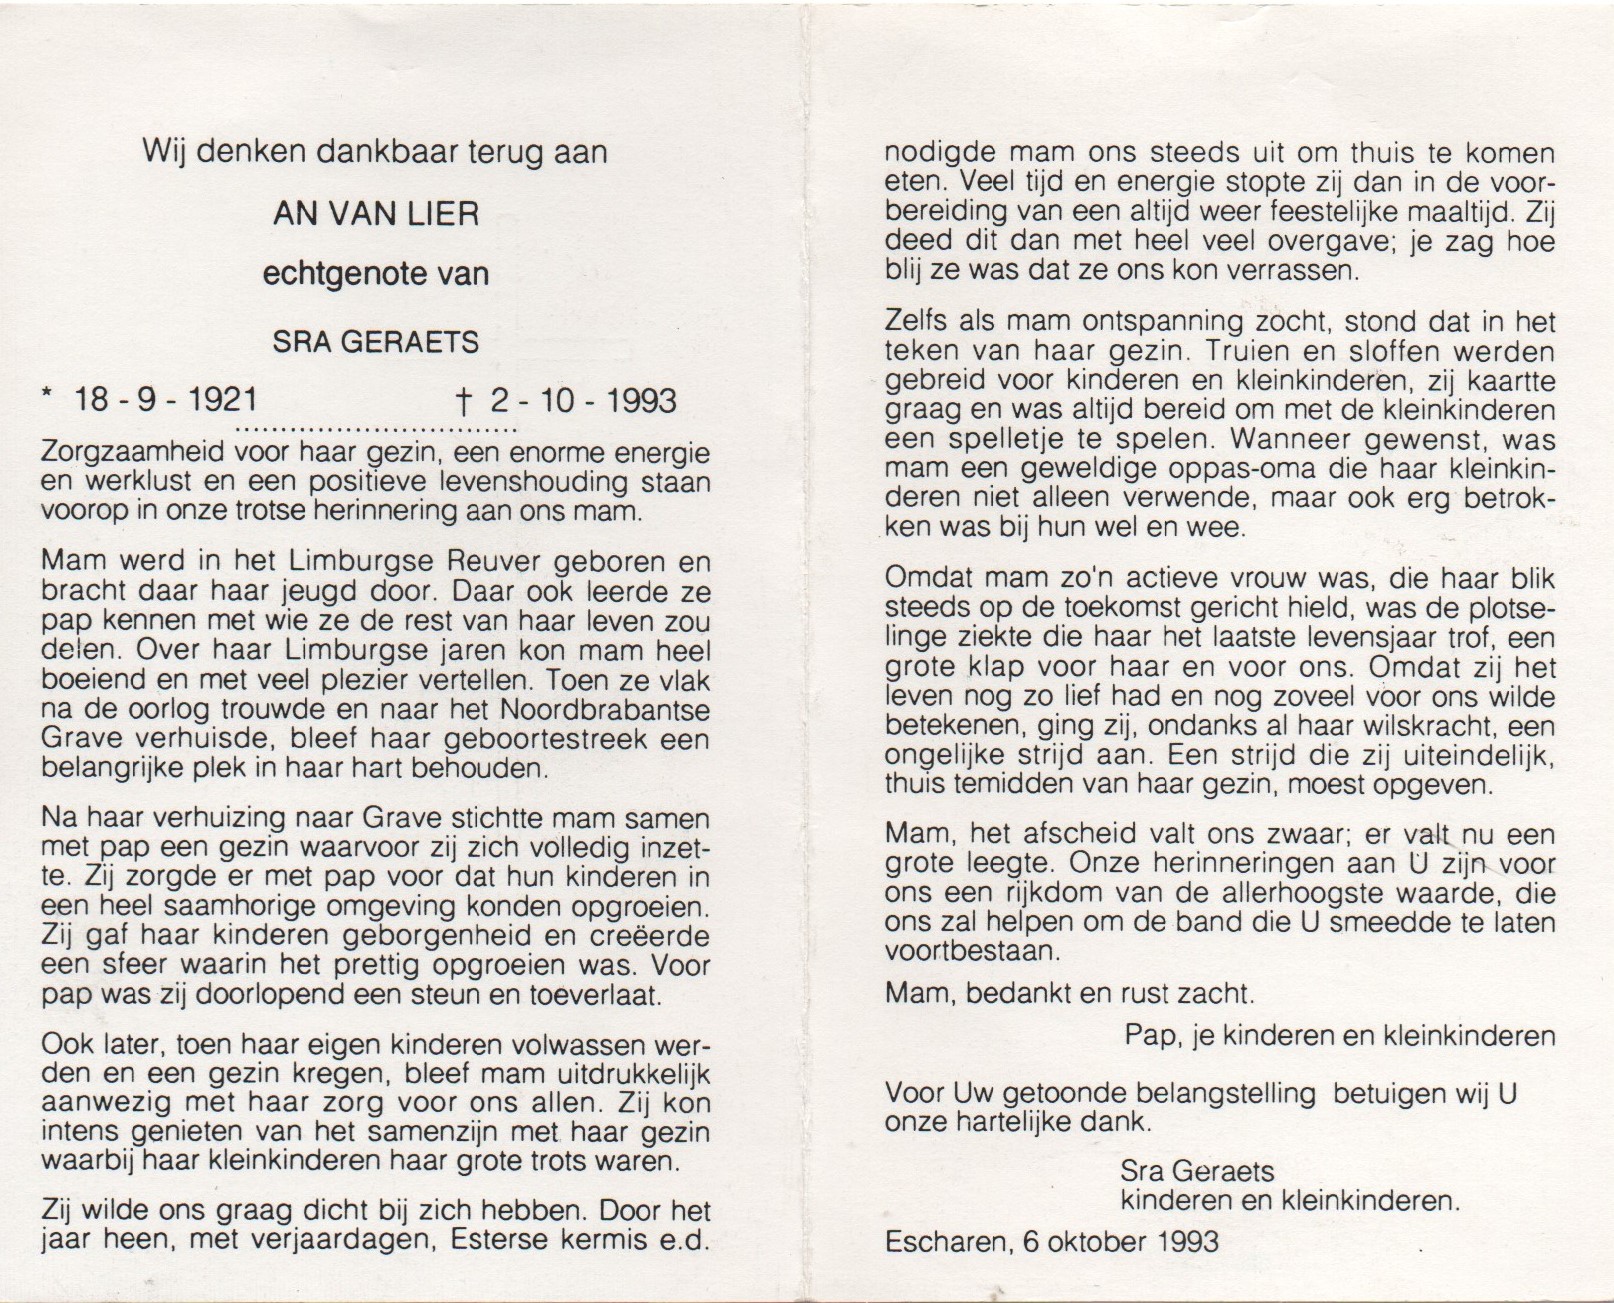 Wij denken dankbaar terug aan
AN VAN LIER
echtgenote van
SRA GERAETS
* 18 - 9 - 1921 † 2 - 10 - 1993
Zorgzaamheid voor haar gezin, een enorme energie
en werklust en een positieve levenshouding staan
voorop in onze trotse herinnering aan ons mam.
Mam werd in het Limburgse Reuver geboren en
bracht daar haar jeugd door. Daar ook leerde ze
pap kennen met wie ze de rest van haar leven zou
delen. Over haar Limburgse jaren kon mam heel
boeiend en met veel plezier vertellen. Toen ze vlak
na de oorlog trouwde en naar het Noordbrabantse
Grave verhuisde, bleef haar geboortestreek een
belangrijke plek in haar hart behouden.
Na haar verhuizing naar Grave stichtte mam samen
met pap een gezin waarvoor zij zich volledig inzet-
te. Zij zorgde er met pap voor dat hun kinderen in
een heel saamhorige omgeving konden opgroeien.
Zij gaf haar kinderen geborgenheid en creëerde
een sfeer waarin het prettig opgroeien was. Voor
pap was zij doorlopend een steun en toeverlaat.
Ook later, toen haar eigen kinderen volwassen wer-
den en een gezin kregen, bleef mam uitdrukkelijk
aanwezig met haar zorg voor ons allen. Zij kon
intens genieten van het samenzijn met haar gezin
waarbij haar kleinkinderen haar grote trots waren.
Zij wilde ons graag dicht bij zich hebben. Door het
jaar heen, met verjaardagen, Esterse kermis e.d.
nodigde mam ons steeds uit om thuis te komen
eten. Veel tijd en energie stopte zij dan in de voor-
bereiding van een altijd weer feestelijke maaltijd. Zij
deed dit dan met heel veel overgave; je zag hoe
blij ze was dat ze ons kon verrassen.
Zelfs als mam ontspanning zocht, stond dat in het
teken van haar gezin. Truien en sloffen werden
gebreid voor kinderen en kleinkinderen, zij kaartte
graag en was altijd bereid om met de kleinkinderen
een spelletje te spelen. Wanneer gewenst, was
mam een geweldige oppas-oma die haar kleinkin-
deren niet alleen verwende, maar ook erg betrok-
ken was bij hun wel en wee.
Omdat mam zo'n actieve vrouw was, die haar blik
steeds op de toekomst gericht hield, was de plotse-
linge ziekte die haar het laatste levensjaar trof, een
grote klap voor haar en voor ons. Omdat zij het
leven nog zo lief had en nog zoveel voor ons wilde
betekenen, ging zij, ondanks al haar wilskracht, een
ongelijke strijd aan. Een strijd die zij uiteindelijk,
thuis temidden van haar gezin, moest opgeven.
Mam, het afscheid valt ons zwaar; er valt nu een
grote leegte. Onze herinneringen aan U zijn voor
ons een rijkdom van de allerhoogste waarde, die
ons zal helpen om de band die U smeedde te laten
voortbestaan.
Mam, bedankt en rust zacht.
Pap, je kinderen en kleinkinderen
Voor Uw getoonde belangstelling betuigen wij U
onze hartelijke dank.
Sra Geraets
kinderen en kleinkinderen.
Escharen, 6 oktober 1993